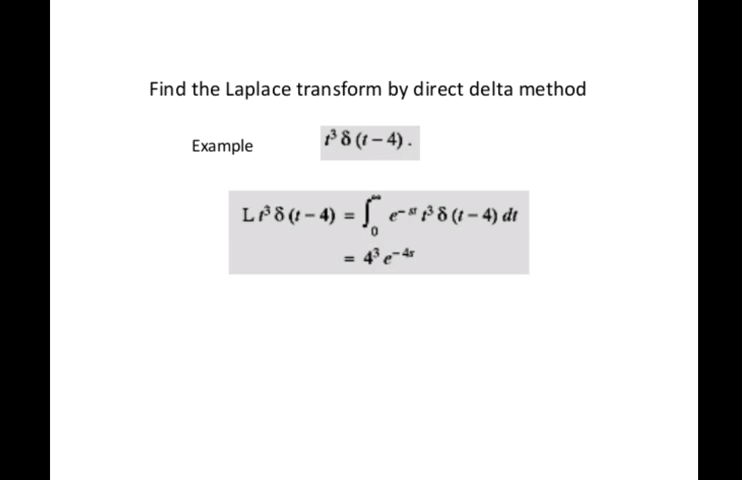 Find the Laplace transform by direct delta method
Example t³ δ (t – 4) .
L t³ δ (t – 4) = ∫₀^∞ e^{– st} t³ δ (t – 4) dt
= 4³ e^{– 4s}